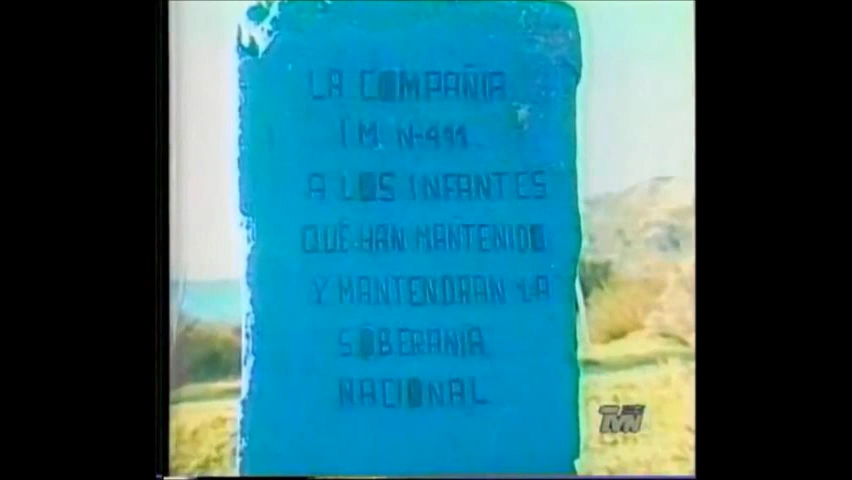 LA COMPAÑIA
I M N-411
A LOS INFANTES
QUE HAN MANTENIDO
Y MANTENDRAN LA
SOBERANIA
NACIONAL
TVN